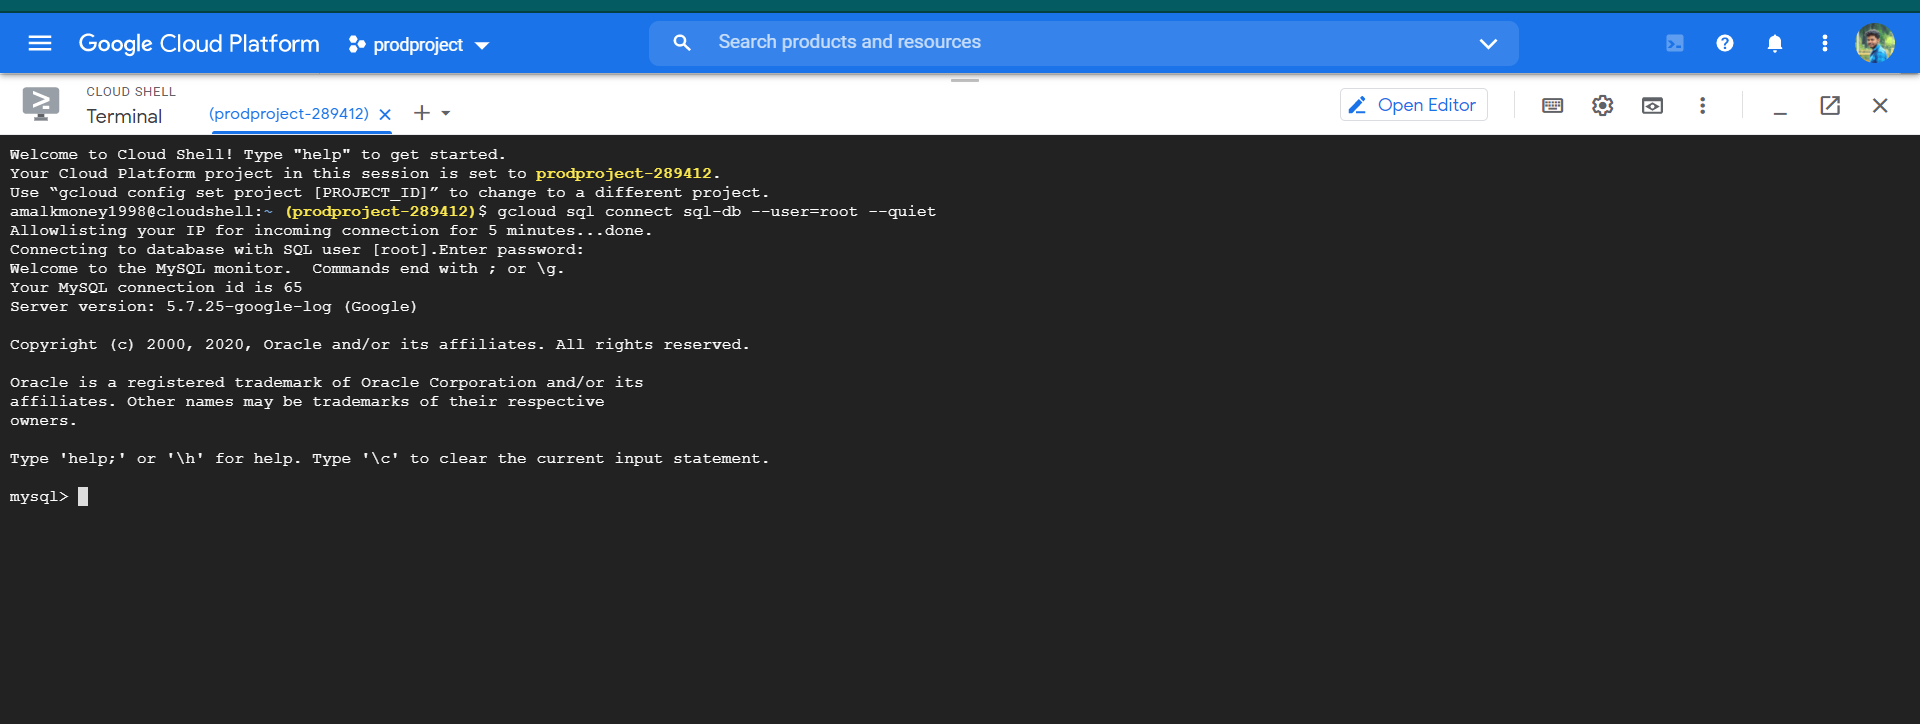 Google Cloud Platform
prodproject
Search products and resources
CLOUD SHELL
Terminal
(prodproject-289412)
Open Editor
Welcome to Cloud Shell! Type "help" to get started.
Your Cloud Platform project in this session is set to prodproject-289412.
Use “gcloud config set project [PROJECT_ID]” to change to a different project.
amalkmoney1998@cloudshell:~ (prodproject-289412)$ gcloud sql connect sql-db --user=root --quiet
Allowlisting your IP for incoming connection for 5 minutes...done.
Connecting to database with SQL user [root].Enter password:
Welcome to the MySQL monitor.  Commands end with ; or \g.
Your MySQL connection id is 65
Server version: 5.7.25-google-log (Google)
Copyright (c) 2000, 2020, Oracle and/or its affiliates. All rights reserved.
Oracle is a registered trademark of Oracle Corporation and/or its
affiliates. Other names may be trademarks of their respective
owners.
Type 'help;' or '\h' for help. Type '\c' to clear the current input statement.
mysql>